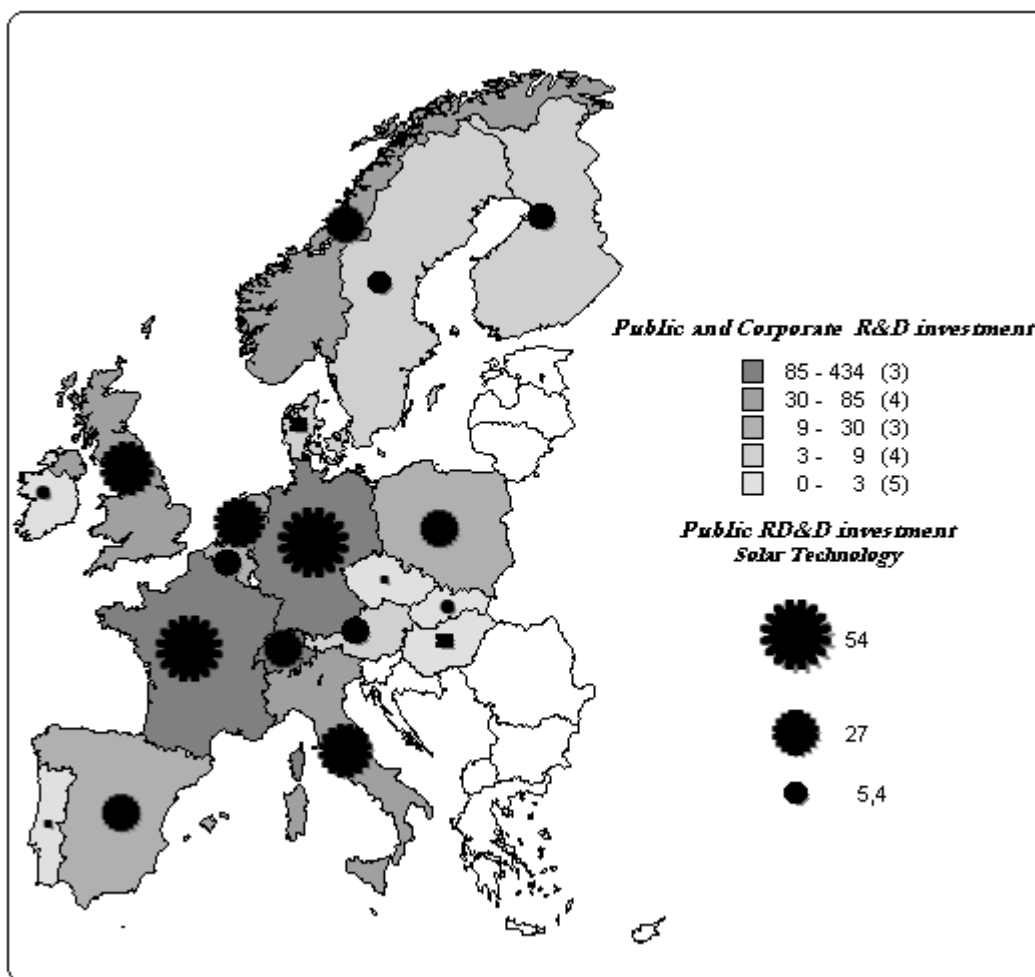 Public and Corporate R&D investment
85 - 434 (3)
30 - 85 (4)
9 - 30 (3)
3 - 9 (4)
0 - 3 (5)
Public RD&D investment
Solar Technology
54
27
5,4